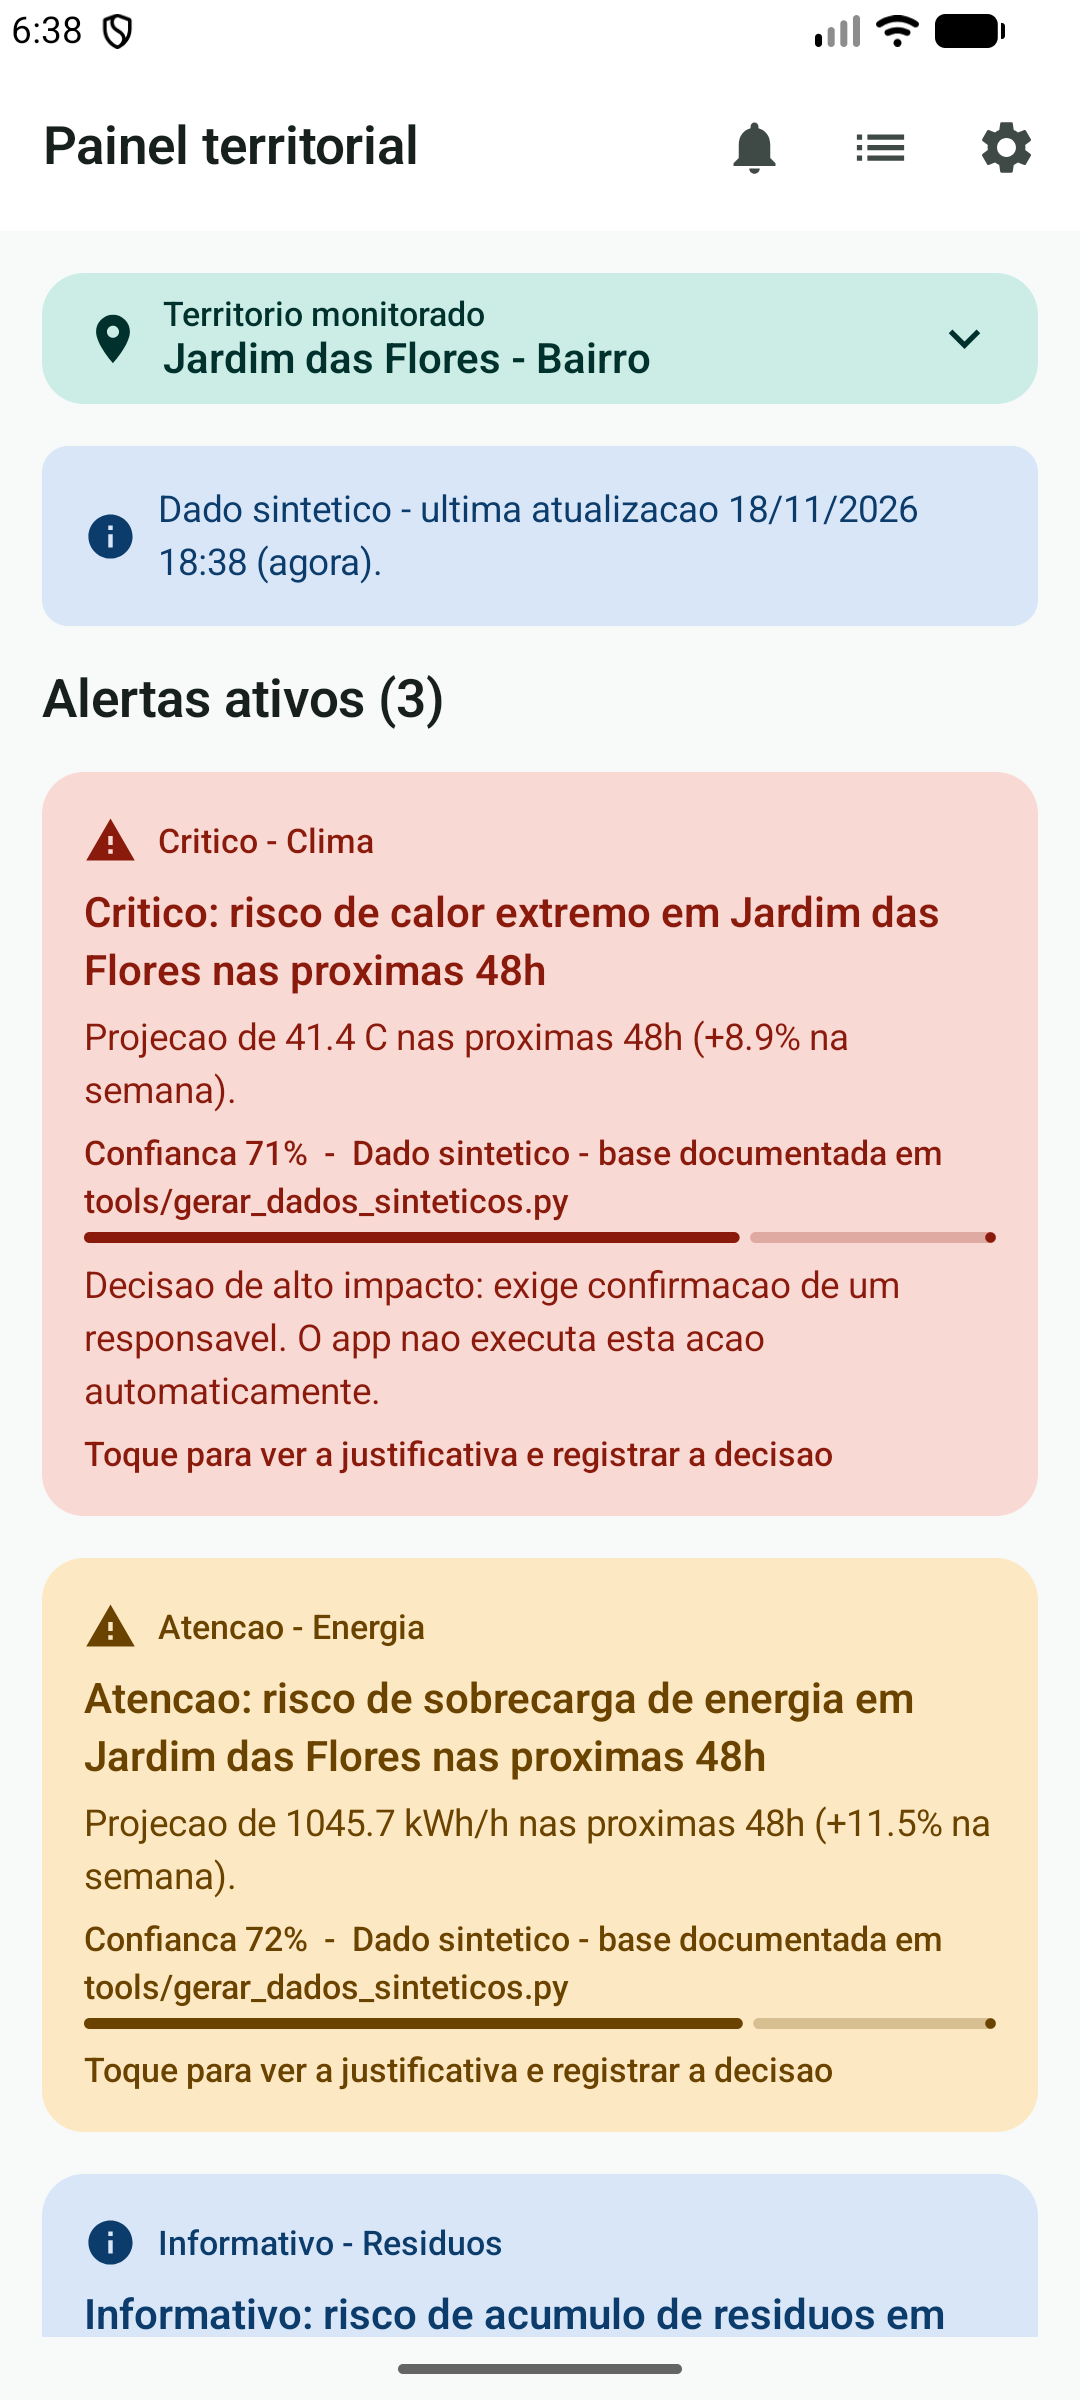 6:38
Painel territorial
Territorio monitorado
Jardim das Flores - Bairro
Dado sintetico - ultima atualizacao 18/11/2026
18:38 (agora).
Alertas ativos (3)
Critico - Clima
Critico: risco de calor extremo em Jardim das
Flores nas proximas 48h
Projecao de 41.4 C nas proximas 48h (+8.9% na
semana).
Confianca 71% - Dado sintetico - base documentada em
tools/gerar_dados_sinteticos.py
Decisao de alto impacto: exige confirmacao de um
responsavel. O app nao executa esta acao
automaticamente.
Toque para ver a justificativa e registrar a decisao
Atencao - Energia
Atencao: risco de sobrecarga de energia em
Jardim das Flores nas proximas 48h
Projecao de 1045.7 kWh/h nas proximas 48h (+11.5% na
semana).
Confianca 72% - Dado sintetico - base documentada em
tools/gerar_dados_sinteticos.py
Toque para ver a justificativa e registrar a decisao
Informativo - Residuos
Informativo: risco de acumulo de residuos em